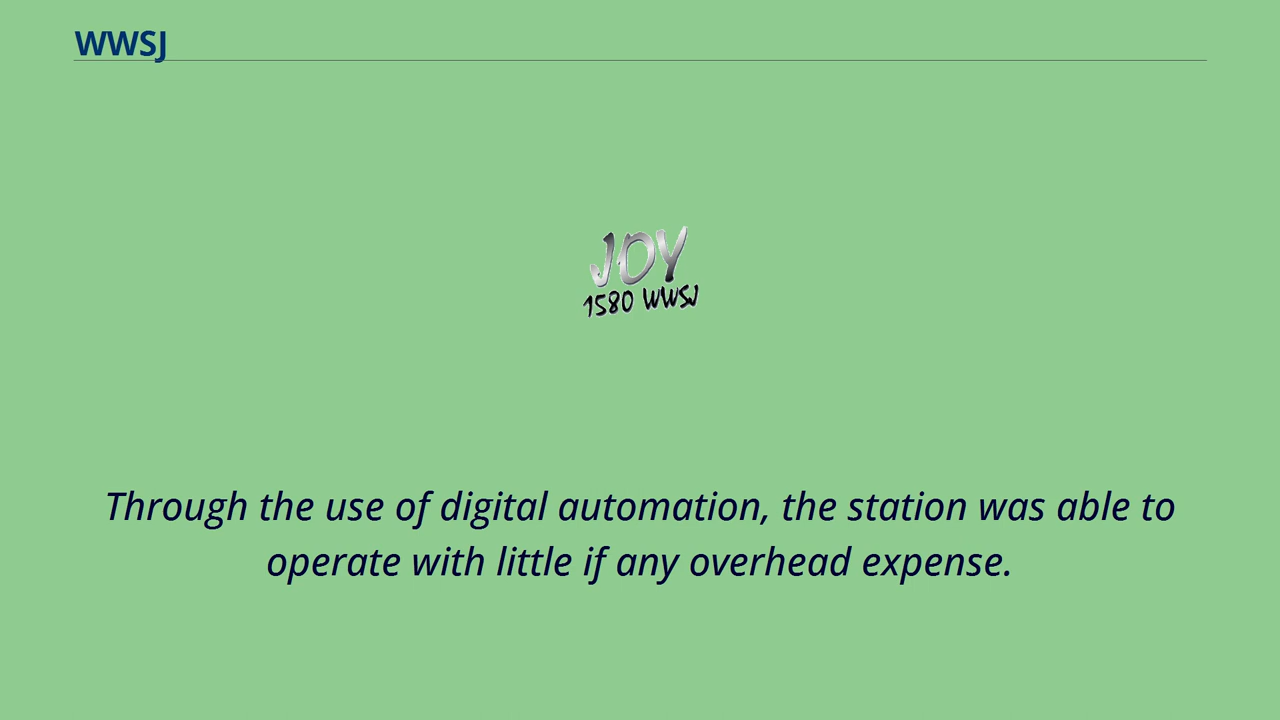 WWSJ
JOY
1580 WWSJ
Through the use of digital automation, the station was able to
operate with little if any overhead expense.